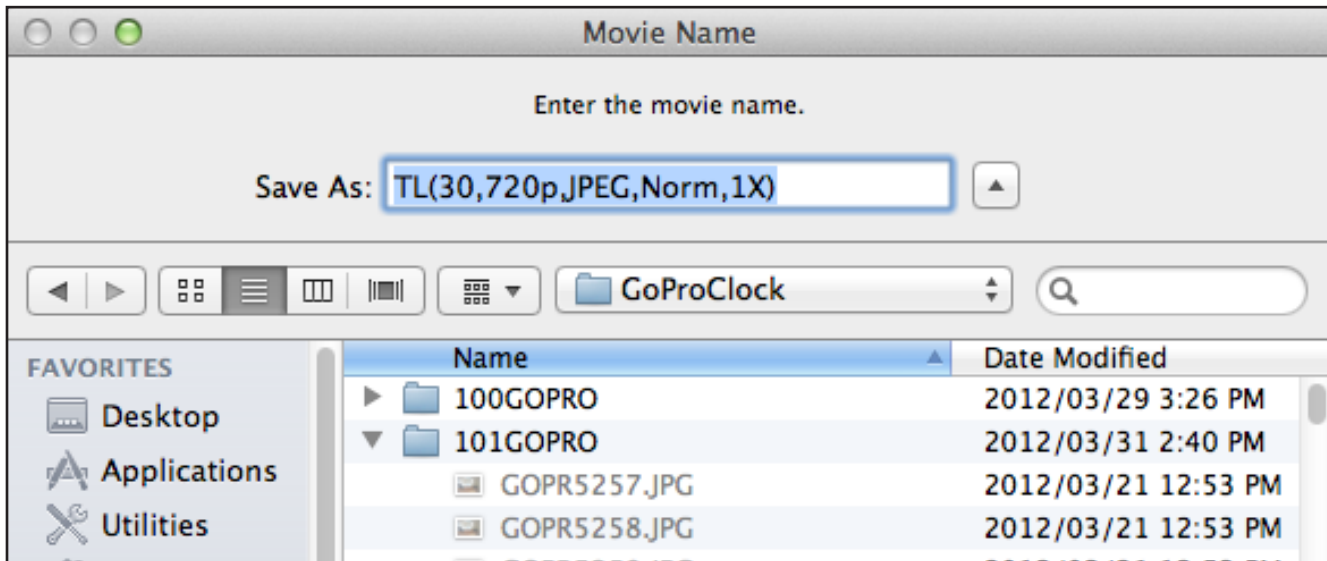 Movie Name
Enter the movie name.
Save As: TL(30,720p,JPEG,Norm,1X)
GoProClock
FAVORITES
Name Date Modified
Desktop
100GOPRO 2012/03/29 3:26 PM
101GOPRO 2012/03/31 2:40 PM
Applications
GOPR5257.JPG 2012/03/21 12:53 PM
Utilities
GOPR5258.JPG 2012/03/21 12:53 PM